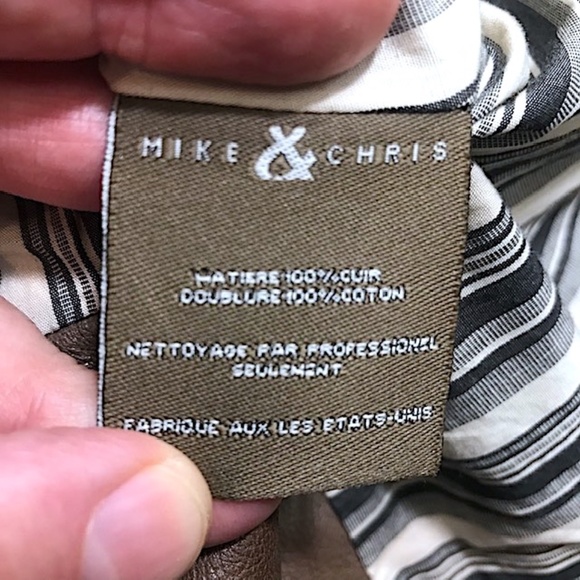 MIKE & CHRIS
MATIERE 100% CUIR
DOUBLURE 100% COTON
NETTOYAGE PAR PROFESSIONEL
SEULEMENT
FABRIQUE AUX LES ETATS-UNIS